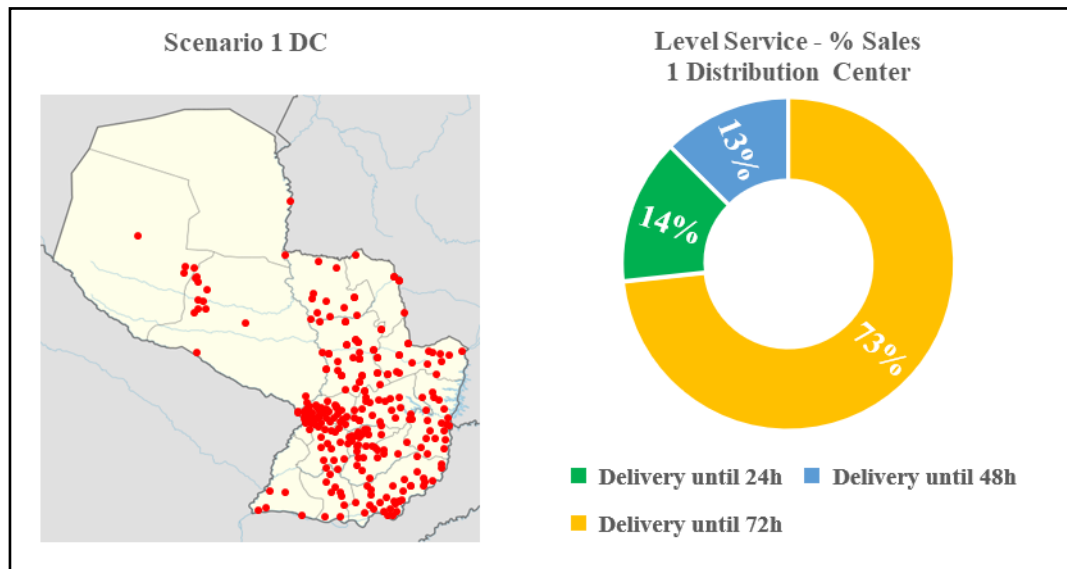 Scenario 1 DC
Level Service - % Sales
1 Distribution Center
13%
14%
73%
Delivery until 24h
Delivery until 48h
Delivery until 72h